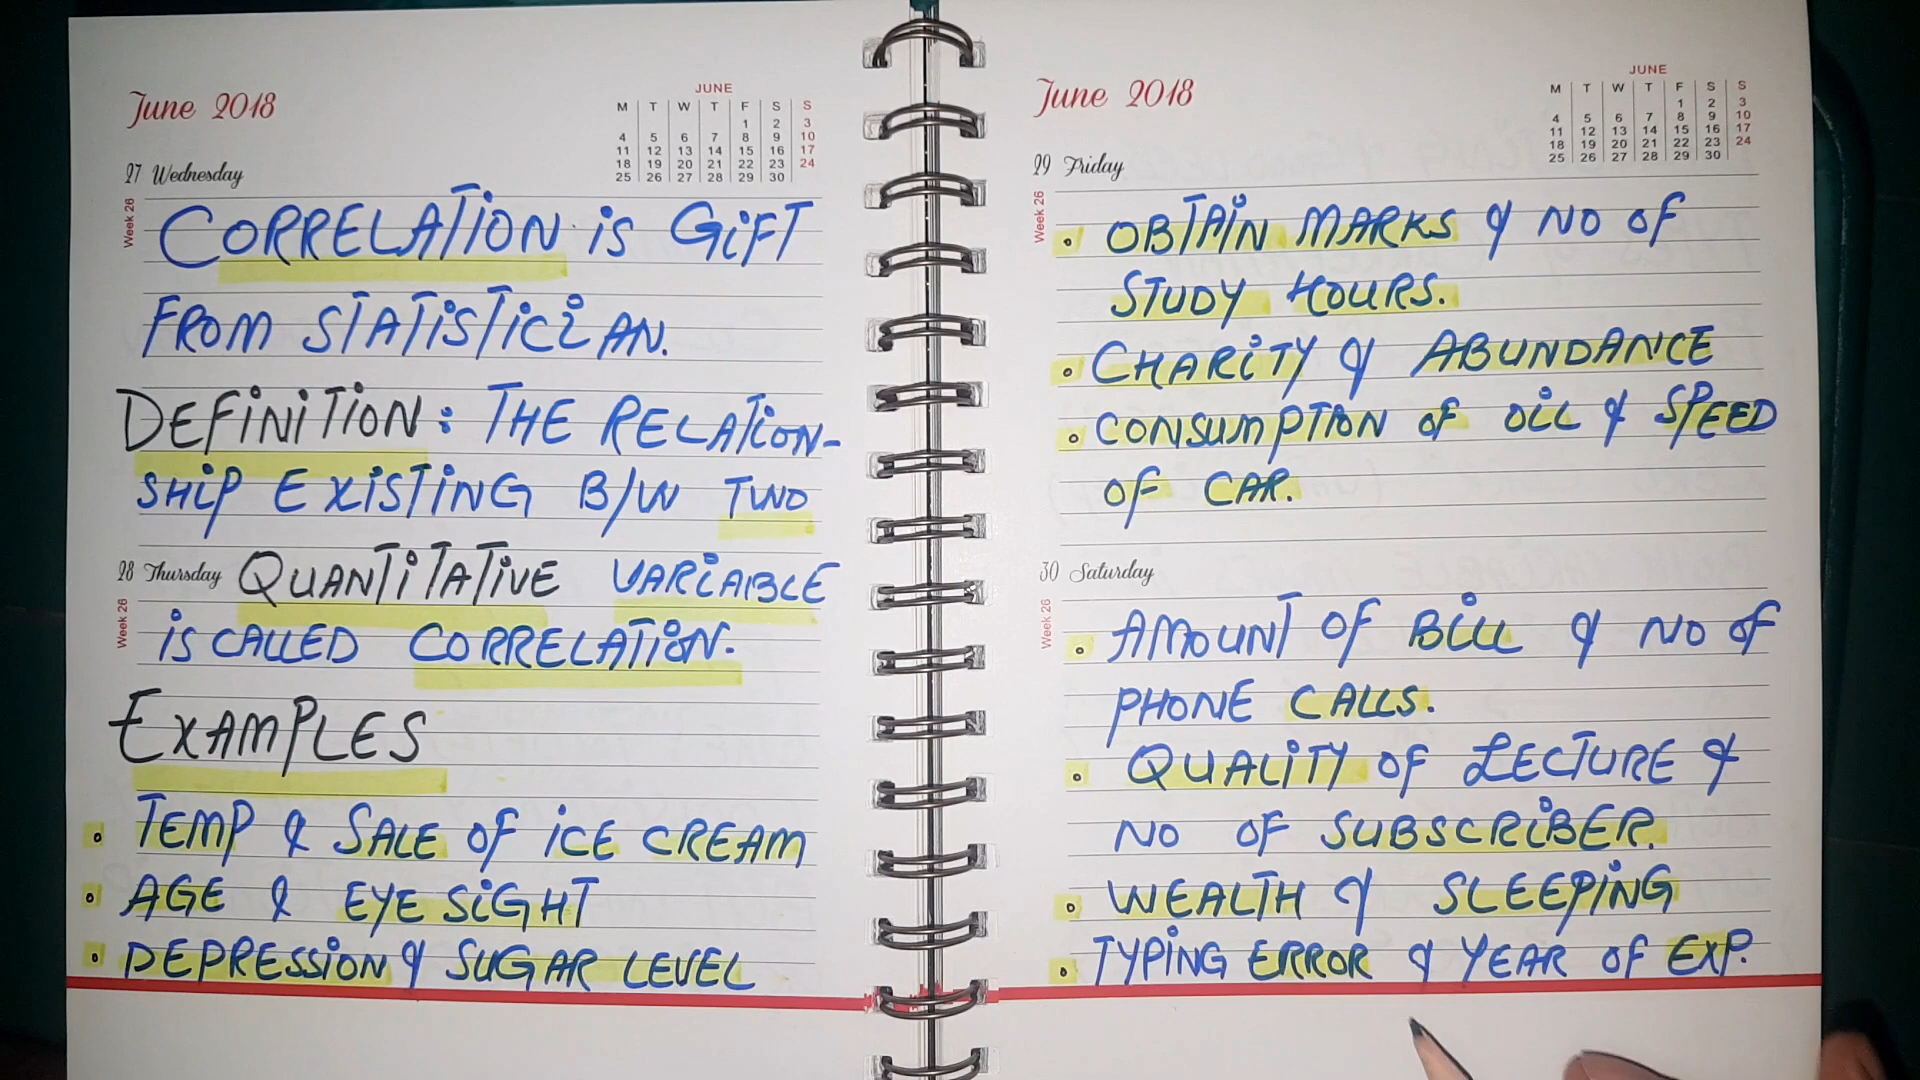 June 2018
JUNE
M T W T F S S
1 2 3
4 5 6 7 8 9 10
11 12 13 14 15 16 17
18 19 20 21 22 23 24
25 26 27 28 29 30
27 Wednesday
Week 26
CORRELATION is GIFT
FROM STATISTICIAN.
DEFINITION: THE RELATION-
SHIP EXISTING B/W TWO
28 Thursday QUANTITATIVE VARIABLE
Week 26
is CALLED CORRELATION.
EXAMPLES
• TEMP & SALE OF ICE CREAM
• AGE & EYE SIGHT
• DEPRESSION & SUGAR LEVEL
June 2018
JUNE
M T W T F S S
1 2 3
4 5 6 7 8 9 10
11 12 13 14 15 16 17
18 19 20 21 22 23 24
25 26 27 28 29 30
29 Friday
Week 26
• OBTAIN MARKS & NO OF
STUDY HOURS.
• CHARITY & ABUNDANCE
• CONSUMPTION OF OIL & SPEED
OF CAR.
30 Saturday
Week 26
• AMOUNT OF BILL & NO OF
PHONE CALLS.
• QUALITY OF LECTURE &
NO OF SUBSCRIBER.
• WEALTH & SLEEPING
• TYPING ERROR & YEAR OF EXP.